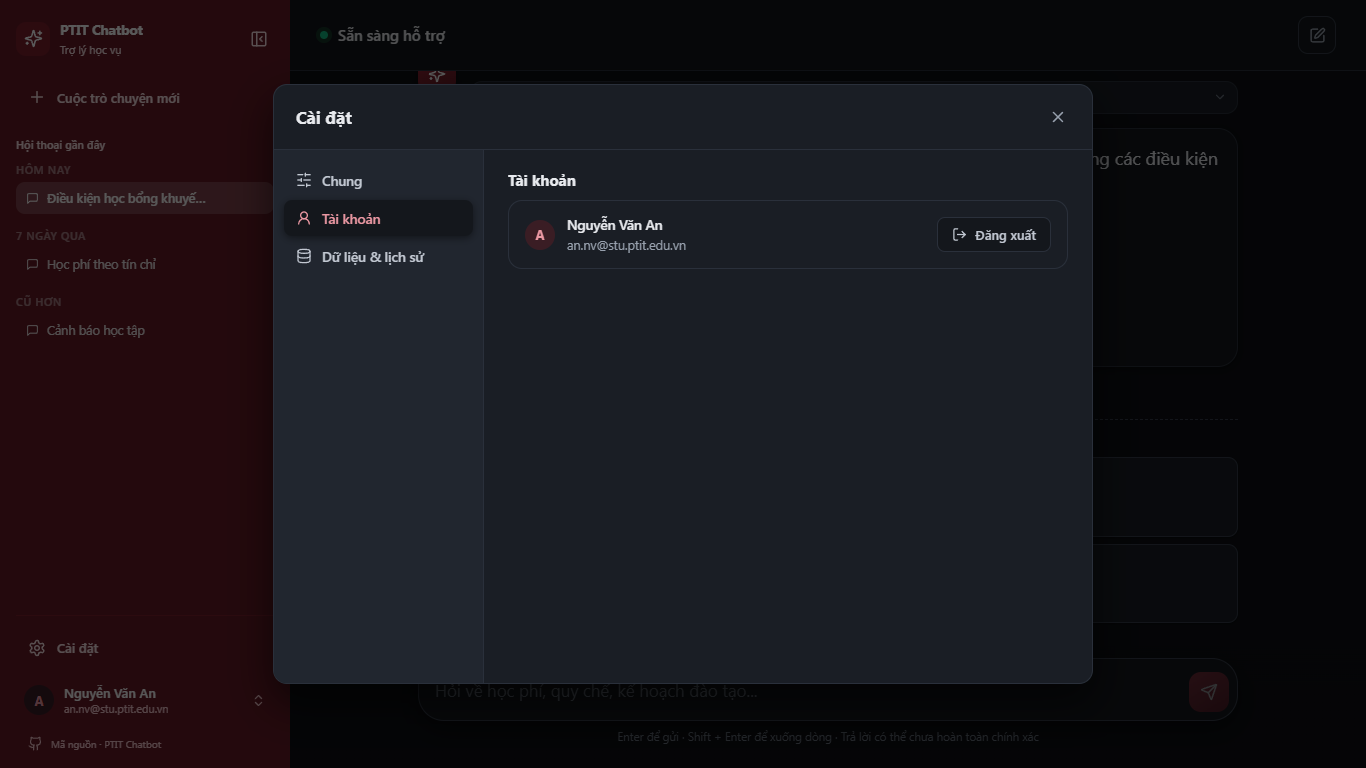 PTIT Chatbot
Trợ lý học vụ
Cuộc trò chuyện mới
Hội thoại gần đây
HÔM NAY
Điều kiện học bổng khuyế...
7 NGÀY QUA
Học phí theo tín chỉ
CŨ HƠN
Cảnh báo học tập
Cài đặt
A
Nguyễn Văn An
an.nv@stu.ptit.edu.vn
Mã nguồn · PTIT Chatbot
Sẵn sàng hỗ trợ
Cài đặt
Chung
Tài khoản
Dữ liệu & lịch sử
Tài khoản
A
Nguyễn Văn An
an.nv@stu.ptit.edu.vn
Đăng xuất
các điều kiện
Hỏi về học phí, quy chế, kế hoạch đào tạo...
Enter để gửi · Shift + Enter để xuống dòng · Trả lời có thể chưa hoàn toàn chính xác